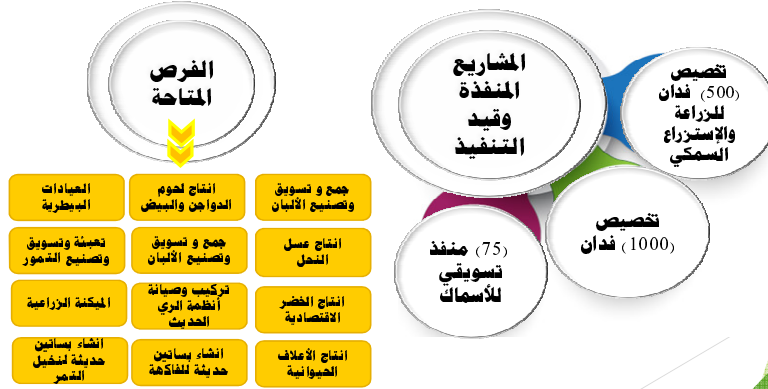 المشاريع
المنفذة
وقيد
التنفيذ
تخصيص
(500) فدان
للزراعة
والإستزراع
السمكي
تخصيص
(1000) فدان
(75) منفذ
تسويقي
للأسماك
الفرص
المتاحة
جمع و تسويق
وتصنيع الألبان
انتاج لحوم
الدواجن والبيض
العيادات
البيطرية
انتاج عسل
النحل
جمع و تسويق
وتصنيع الألبان
تعبئة وتسويق
وتصنيع التمور
انتاج الخضر
الاقتصادية
تركيب وصيانة
أنظمة الري
الحديث
الميكنة الزراعية
انتاج الأعلاف
الحيوانية
انشاء بساتين
حديثة للفاكهة
انشاء بساتين
حديثة لنخيل
التمر